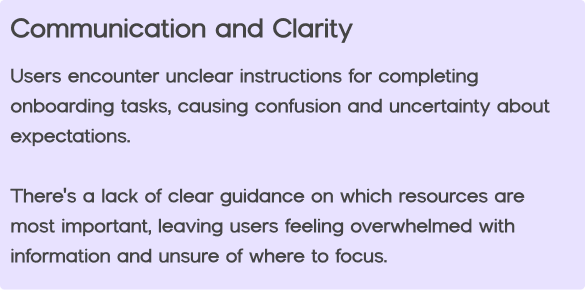 Communication and Clarity
Users encounter unclear instructions for completing
onboarding tasks, causing confusion and uncertainty about
expectations.
There's a lack of clear guidance on which resources are
most important, leaving users feeling overwhelmed with
information and unsure of where to focus.